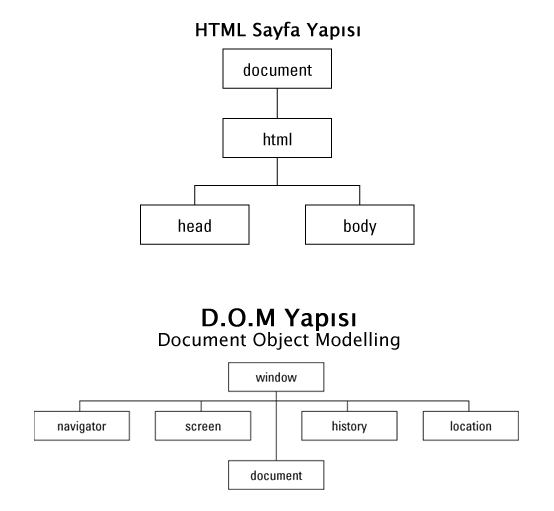 HTML Sayfa Yapısı
document
html
head
body
D.O.M Yapısı
Document Object Modelling
window
navigator
screen
history
location
document